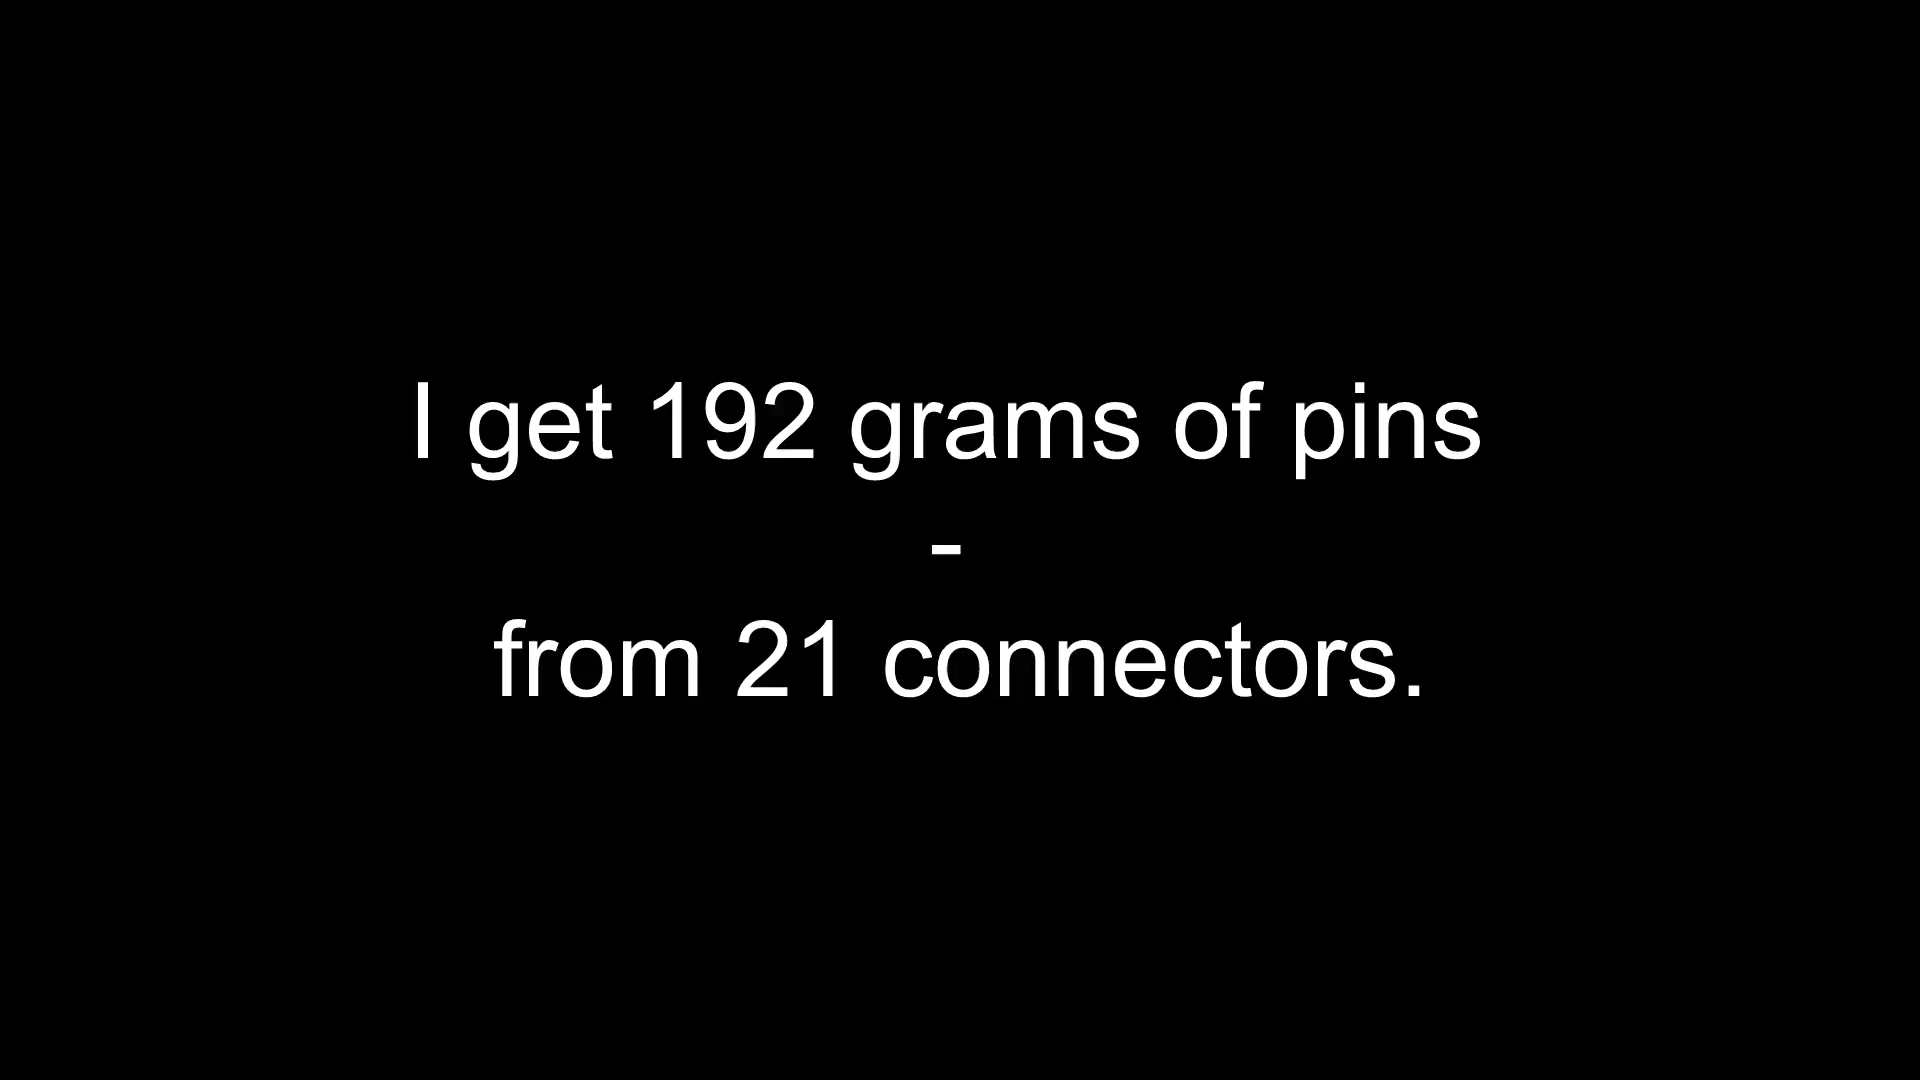 I get 192 grams of pins
-
from 21 connectors.